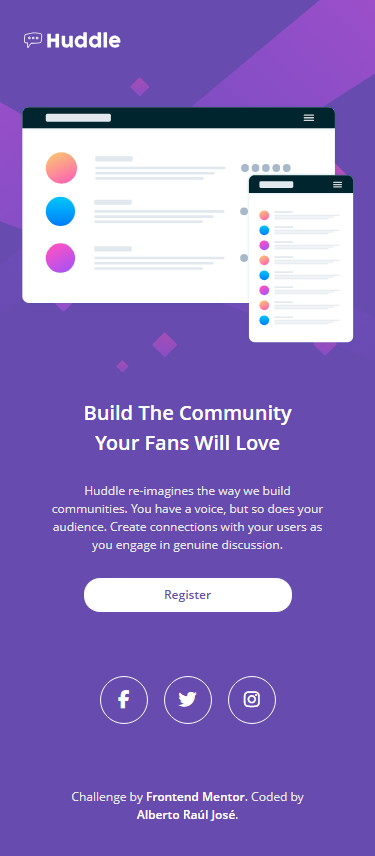 Huddle
Build The Community
Your Fans Will Love
Huddle re-imagines the way we build
communities. You have a voice, but so does your
audience. Create connections with your users as
you engage in genuine discussion.
Register
Challenge by Frontend Mentor. Coded by
Alberto Raúl José.